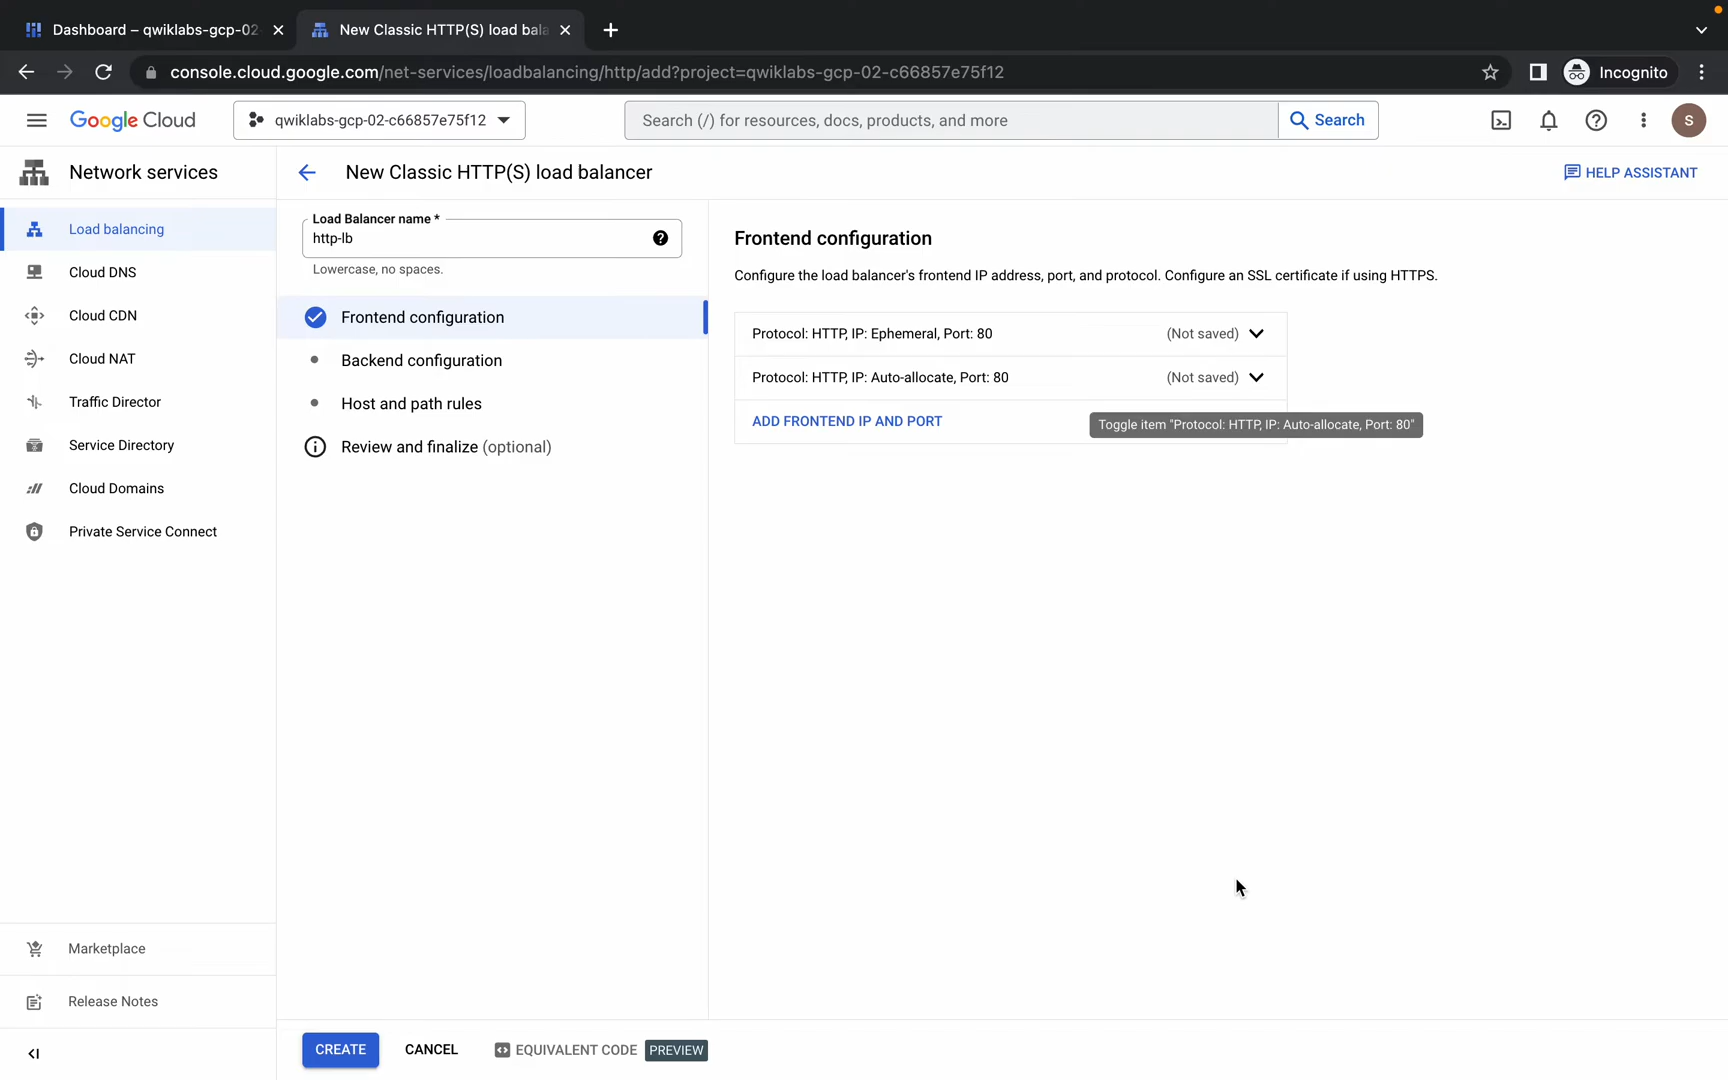 Dashboard – qwiklabs-gcp-02
New Classic HTTP(S) load bala
console.cloud.google.com/net-services/loadbalancing/http/add?project=qwiklabs-gcp-02-c66857e75f12
Incognito
Google Cloud
qwiklabs-gcp-02-c66857e75f12
Search (/) for resources, docs, products, and more
Search
S
Network services
New Classic HTTP(S) load balancer
HELP ASSISTANT
Load balancing
Cloud DNS
Cloud CDN
Cloud NAT
Traffic Director
Service Directory
Cloud Domains
Private Service Connect
Marketplace
Release Notes
Load Balancer name *
http-lb
Lowercase, no spaces.
Frontend configuration
Backend configuration
Host and path rules
Review and finalize (optional)
Frontend configuration
Configure the load balancer's frontend IP address, port, and protocol. Configure an SSL certificate if using HTTPS.
Protocol: HTTP, IP: Ephemeral, Port: 80 (Not saved)
Protocol: HTTP, IP: Auto-allocate, Port: 80 (Not saved)
ADD FRONTEND IP AND PORT
Toggle item "Protocol: HTTP, IP: Auto-allocate, Port: 80"
CREATE
CANCEL
EQUIVALENT CODE
PREVIEW